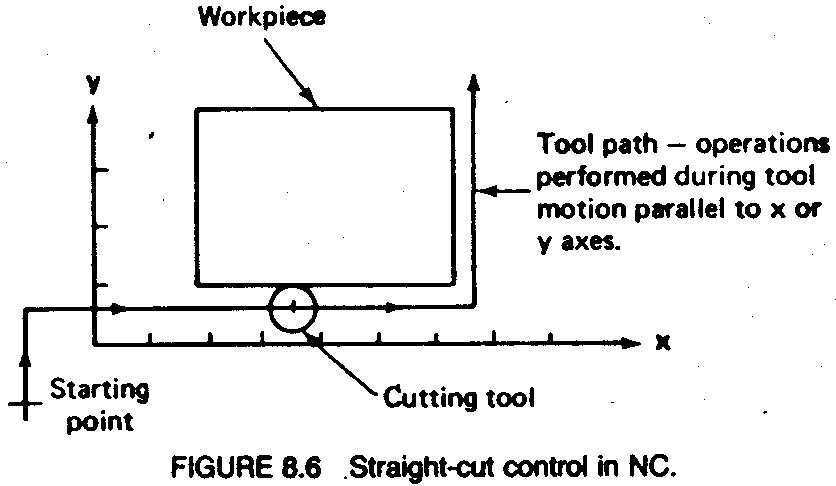 Workpiece
y
Tool path — operations
performed during tool
motion parallel to x or
y axes.
x
Starting
point
Cutting tool
FIGURE 8.6 Straight-cut control in NC.